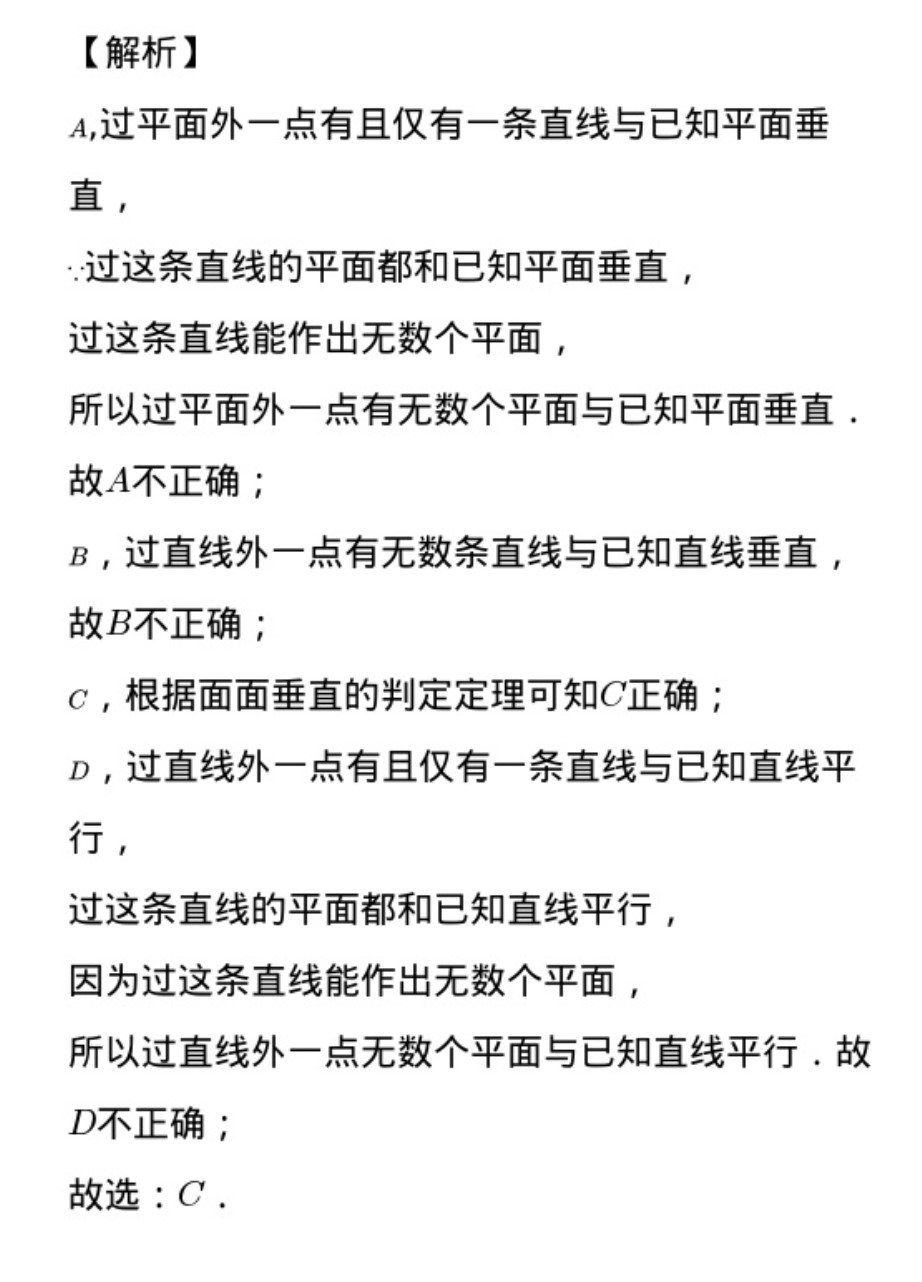 【解析】
A,过平面外一点有且仅有一条直线与已知平面垂
直，
∵过这条直线的平面都和已知平面垂直，
过这条直线能作出无数个平面，
所以过平面外一点有无数个平面与已知平面垂直．
故A不正确；
B，过直线外一点有无数条直线与已知直线垂直，
故B不正确；
C，根据面面垂直的判定定理可知C正确；
D，过直线外一点有且仅有一条直线与已知直线平
行，
过这条直线的平面都和已知直线平行，
因为过这条直线能作出无数个平面，
所以过直线外一点无数个平面与已知直线平行．故
D不正确；
故选：C．